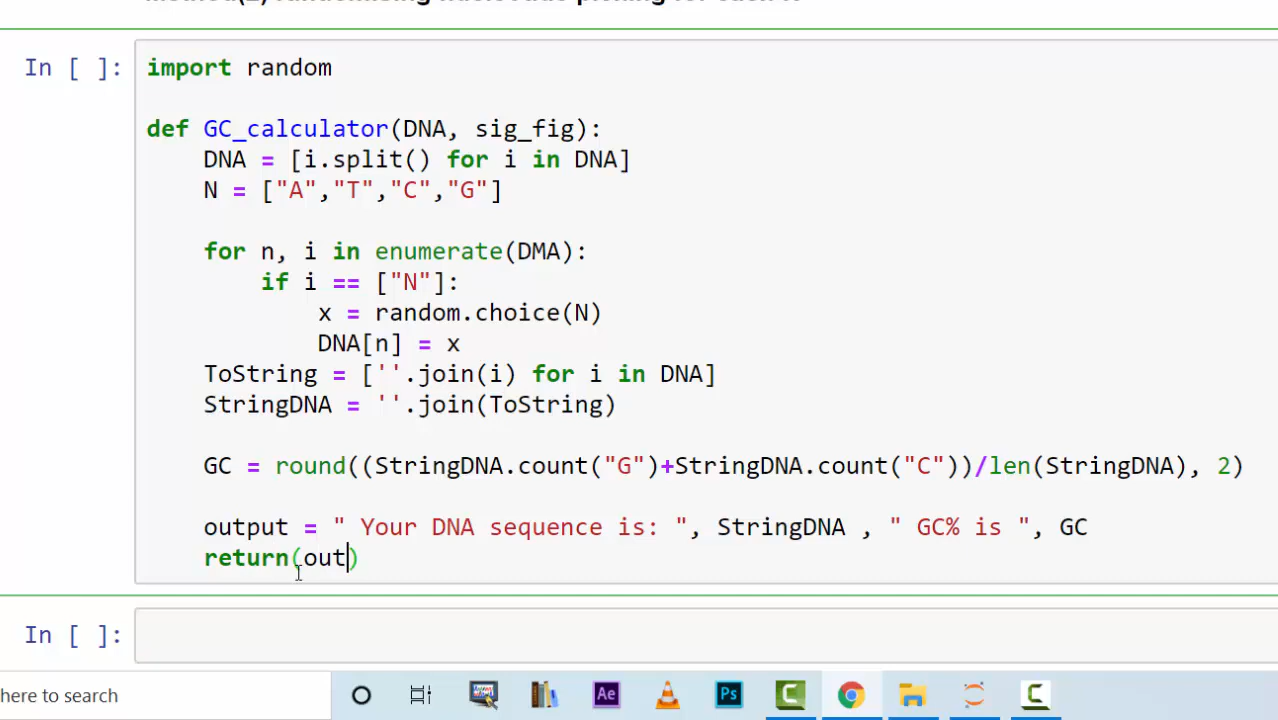 In [ ]:
import random
def GC_calculator(DNA, sig_fig):
    DNA = [i.split() for i in DNA]
    N = ["A","T","C","G"]
    for n, i in enumerate(DMA):
        if i == ["N"]:
            x = random.choice(N)
            DNA[n] = x
    ToString = [''.join(i) for i in DNA]
    StringDNA = ''.join(ToString)
    GC = round((StringDNA.count("G")+StringDNA.count("C"))/len(StringDNA), 2)
    output = " Your DNA sequence is: ", StringDNA , " GC% is ", GC
    return(out)
In [ ]:
here to search
Ae
Ps